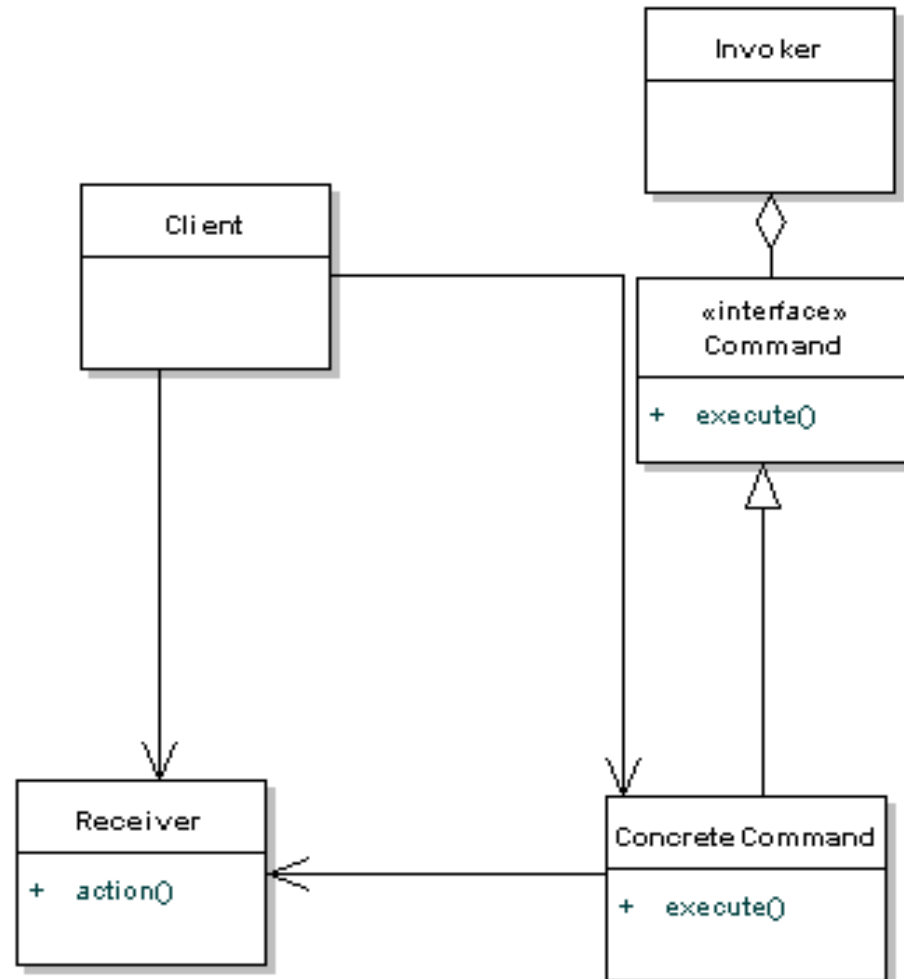 Invoker
Client
«interface»
Command
+ execute()
Receiver
+ action()
Concrete Command
+ execute()